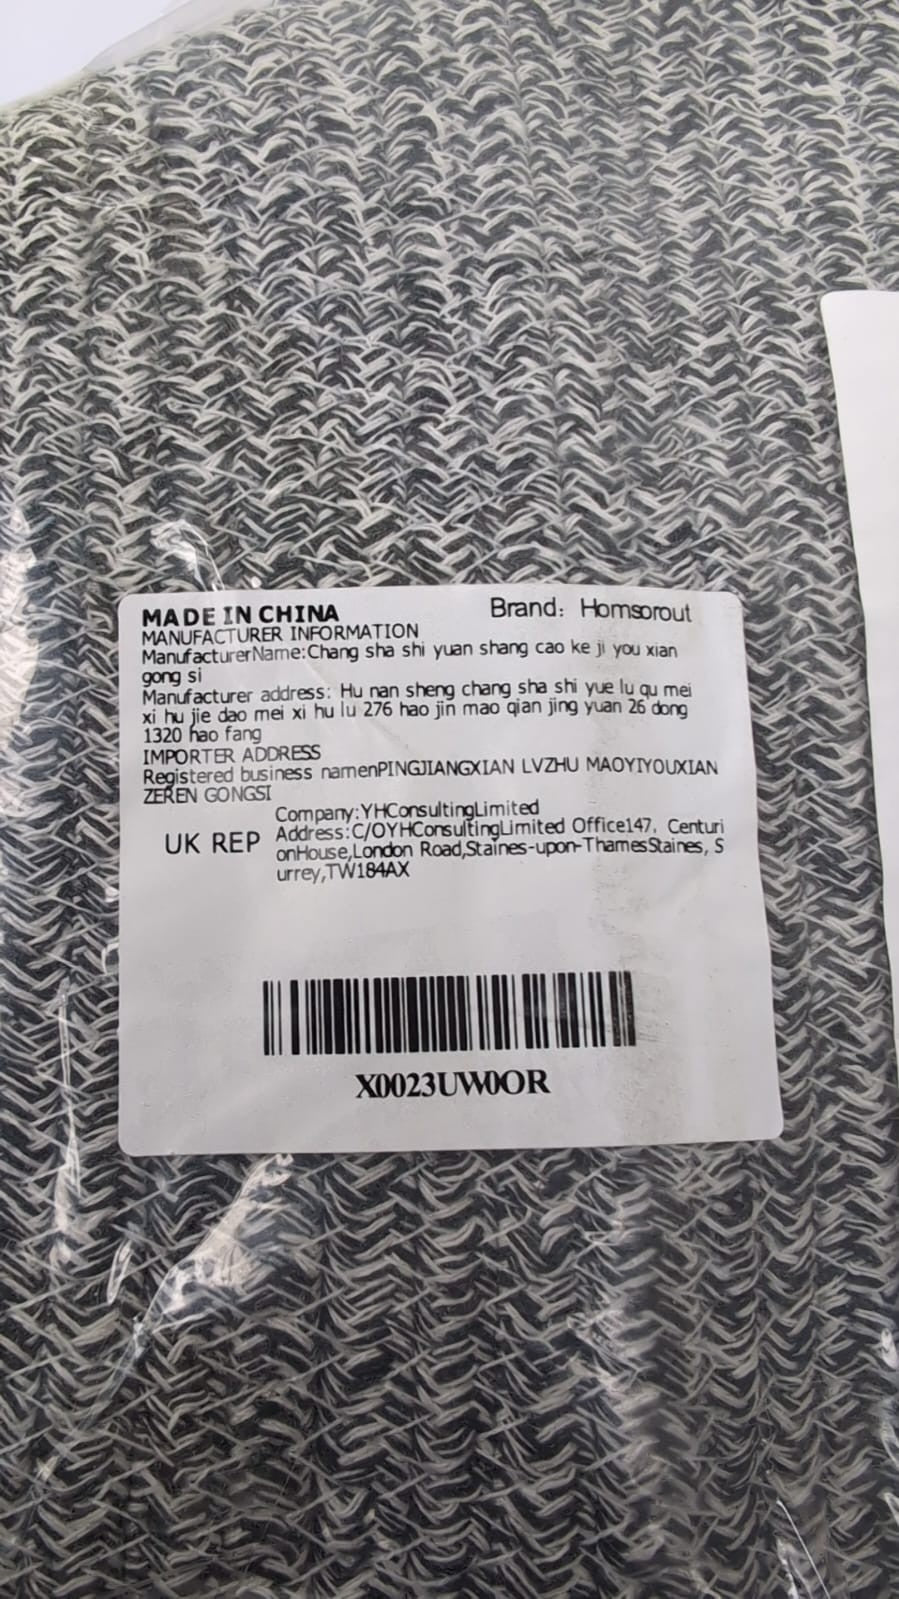 MADE IN CHINA Brand: Homsorout
MANUFACTURER INFORMATION
ManufacturerName:Chang sha shi yuan shang cao ke ji you xian
gong si
Manufacturer address: Hu nan sheng chang sha shi yue lu qu mei
xi hu jie dao mei xi hu lu 276 hao jin mao qian jing yuan 26 dong
1320 hao fang
IMPORTER ADDRESS
Registered business namenPINGJIANGXIAN LVZHU MAOYIYOUXIAN
ZEREN GONGSI
UK REP
Company:YHConsultingLimited
Address:C/OYHConsultingLimited Office147, Centuri
onHouse,London Road,Staines-upon-ThamesStaines, S
urrey,TW184AX
X0023UW0OR